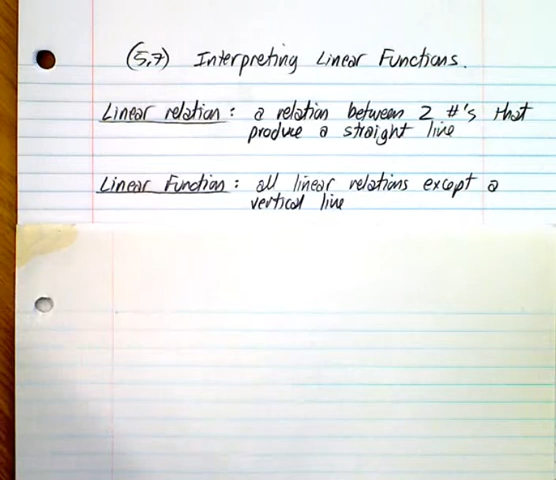 (5,7) Interpreting Linear Functions.
Linear relation : a relation between 2 #'s that
produce a straight line
Linear Function : all linear relations except a
vertical line